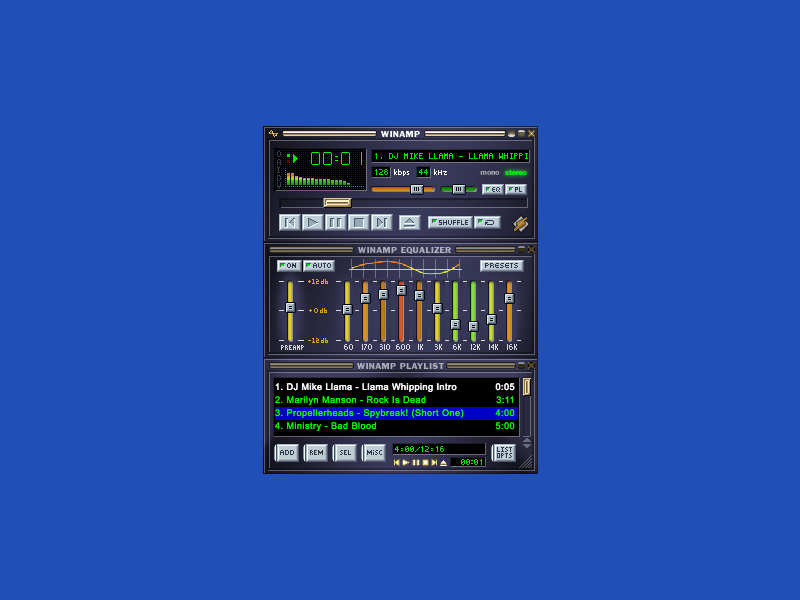 WINAMP
O
A
I
D
V
00:01
1. DJ MIKE LLAMA - LLAMA WHIPPI
128 kbps 44 kHz mono stereo
EQ PL
SHUFFLE
WINAMP EQUALIZER
ON AUTO PRESETS
+12 db
+0 db
-12 db
PREAMP 60 170 310 600 1K 3K 6K 12K 14K 16K
WINAMP PLAYLIST
1. DJ Mike Llama - Llama Whipping Intro 0:05
2. Marilyn Manson - Rock Is Dead 3:11
3. Propellerheads - Spybreak! (Short One) 4:00
4. Ministry - Bad Blood 5:00
ADD REM SEL MISC 4:00/12:16 LIST OPTS
00:01